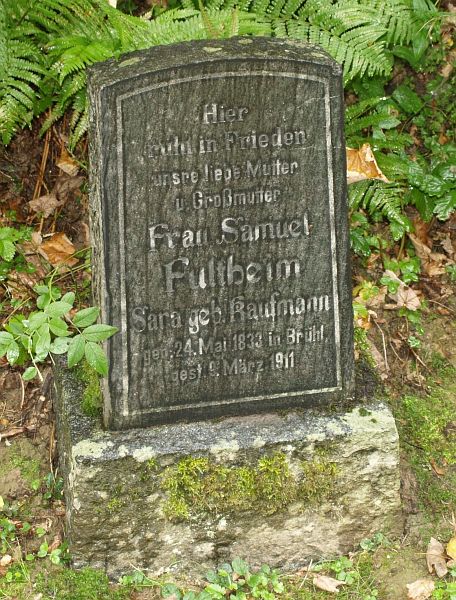 Hier
ruht in Frieden
unsre liebe Mutter
u. Großmutter
Frau Samuel
Fultheim
Sara geb. Kaufmann
geb. 24. Mai 1833 in Brühl
gest 9. März 1911